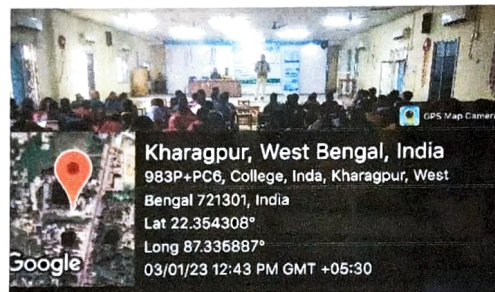 GPS Map Camera
Kharagpur, West Bengal, India
983P+PC6, College, Inda, Kharagpur, West
Bengal 721301, India
Lat 22.354308°
Long 87.335887°
03/01/23 12:43 PM GMT +05:30
Google